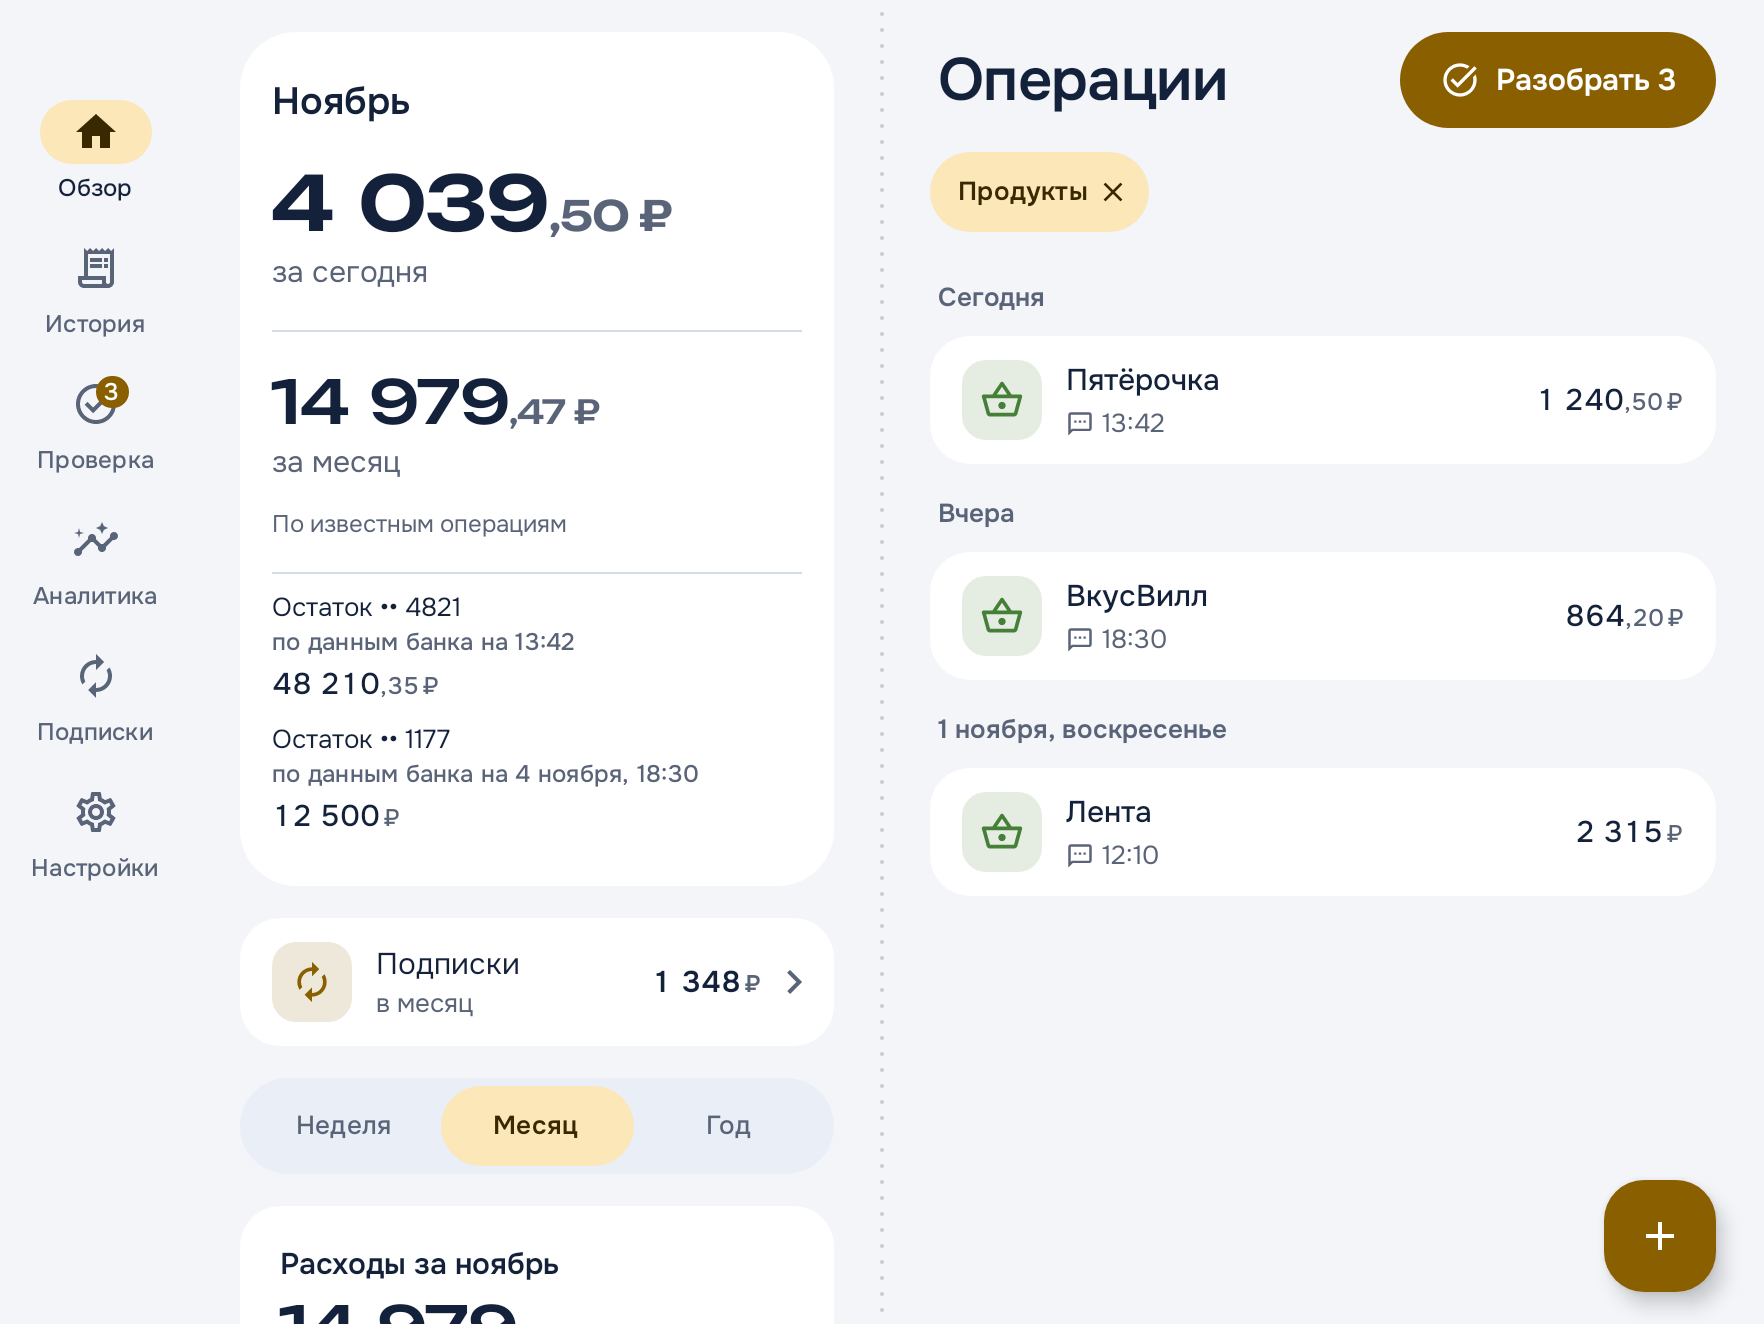 Обзор
История
3
Проверка
Аналитика
Подписки
Настройки
Ноябрь
4 039,50 ₽
за сегодня
14 979,47 ₽
за месяц
По известным операциям
Остаток •• 4821
по данным банка на 13:42
48 210,35 ₽
Остаток •• 1177
по данным банка на 4 ноября, 18:30
12 500 ₽
Подписки
в месяц
1 348 ₽
Неделя
Месяц
Год
Расходы за ноябрь
14 979
Операции
Разобрать 3
Продукты
Сегодня
Пятёрочка
13:42
1 240,50 ₽
Вчера
ВкусВилл
18:30
864,20 ₽
1 ноября, воскресенье
Лента
12:10
2 315 ₽